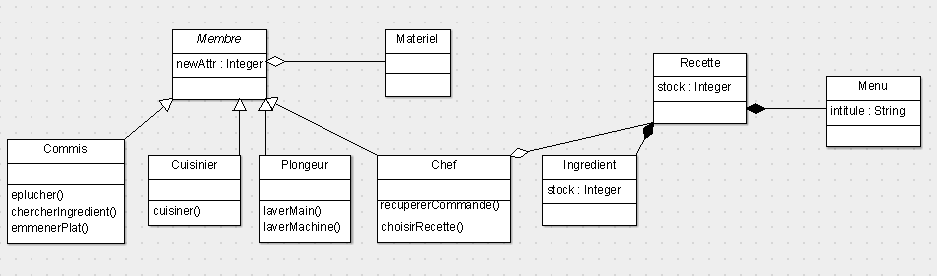 Membre
newAttr : Integer
Materiel
Recette
stock : Integer
Menu
intitule : String
Commis
eplucher()
chercherIngredient()
emmenerPlat()
Cuisinier
cuisiner()
Plongeur
laverMain()
laverMachine()
Chef
recupererCommande()
choisirRecette()
Ingredient
stock : Integer